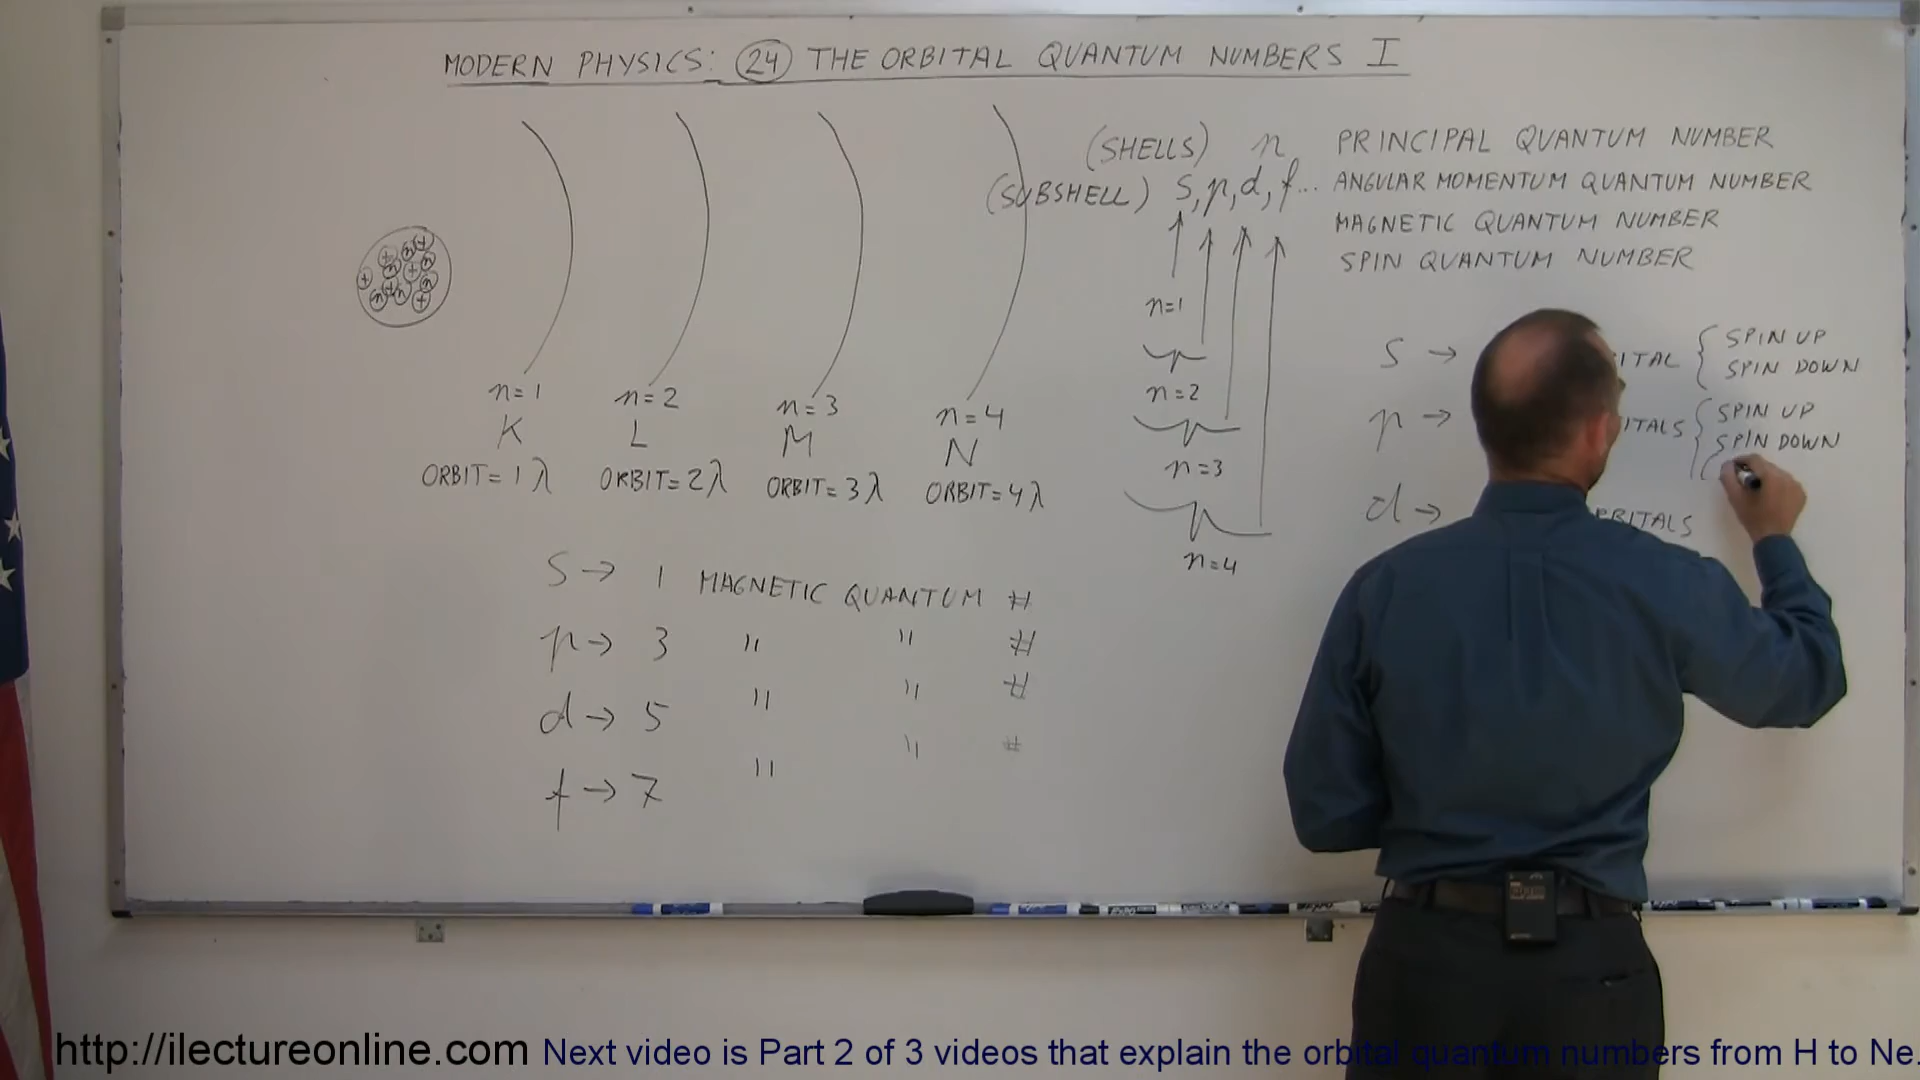 MODERN PHYSICS: 24 THE ORBITAL QUANTUM NUMBERS I
(SHELLS) n PRINCIPAL QUANTUM NUMBER
(SUBSHELL) s, p, d, f... ANGULAR MOMENTUM QUANTUM NUMBER
MAGNETIC QUANTUM NUMBER
SPIN QUANTUM NUMBER
n=1
n=2
n=3
n=4
n=1 n=2 n=3 n=4
K L M N
ORBIT=1λ ORBIT=2λ ORBIT=3λ ORBIT=4λ
s → ITAL { SPIN UP
SPIN DOWN
p → ITALS { SPIN UP
SPIN DOWN
d → RBITALS
s → 1 MAGNETIC QUANTUM #
p → 3 " " #
d → 5 " " #
f → 7 " " #
http://ilectureonline.com Next video is Part 2 of 3 videos that explain the orbital quantum numbers from H to Ne.